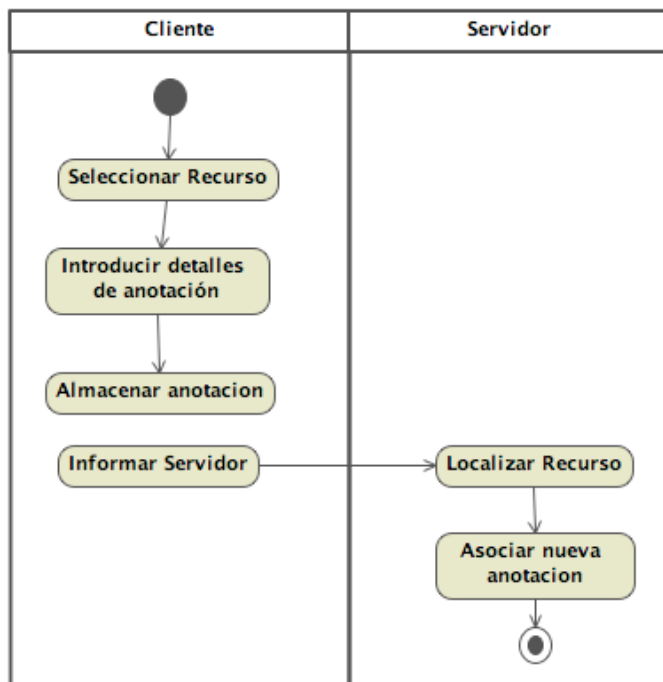 Cliente
Servidor
Seleccionar Recurso
Introducir detalles
de anotación
Almacenar anotacion
Informar Servidor
Localizar Recurso
Asociar nueva
anotacion